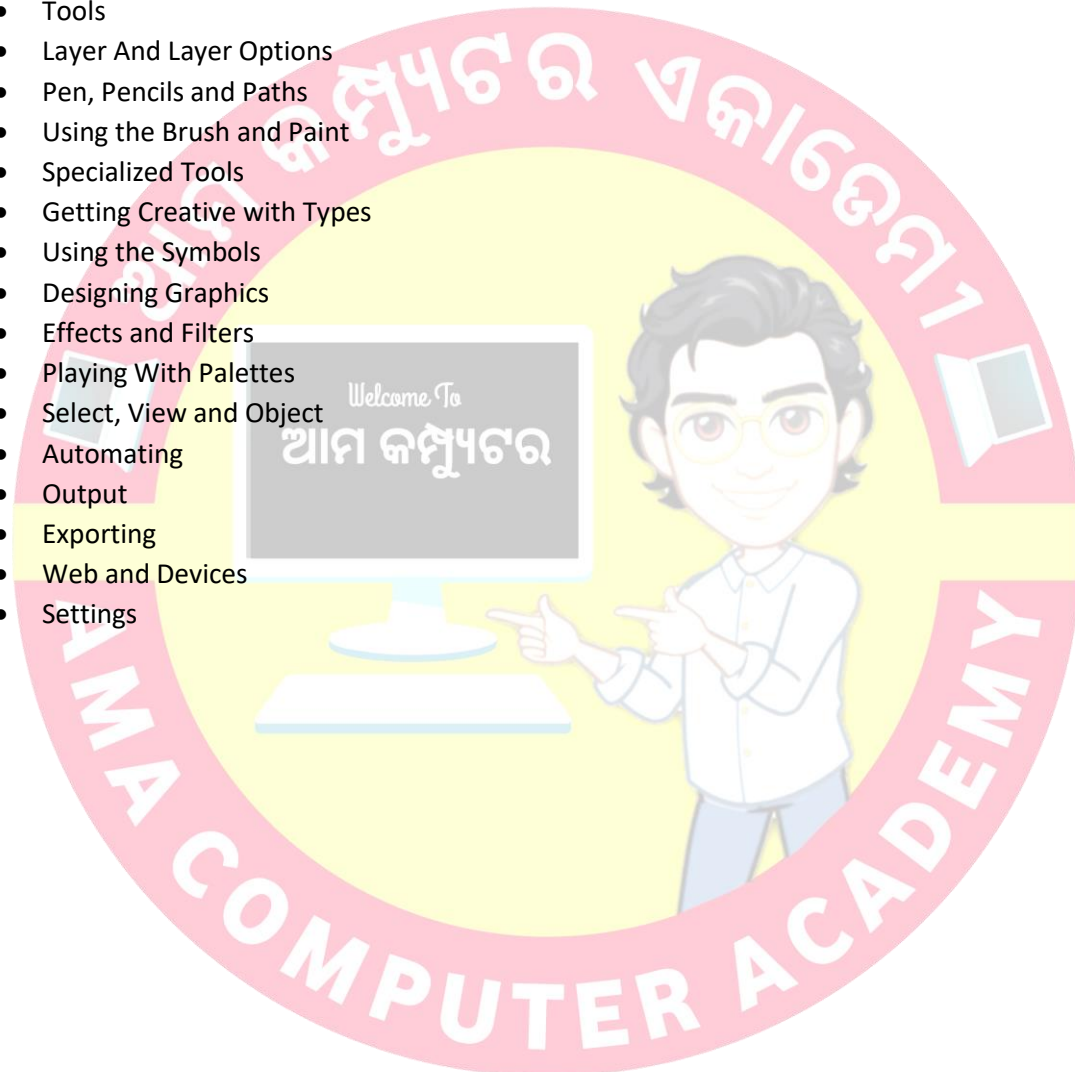 • Tools
• Layer And Layer Options
• Pen, Pencils and Paths
• Using the Brush and Paint
• Specialized Tools
• Getting Creative with Types
• Using the Symbols
• Designing Graphics
• Effects and Filters
• Playing With Palettes
• Select, View and Object
• Automating
• Output
• Exporting
• Web and Devices
• Settings
ଆମ କମ୍ପ୍ୟୁଟର ଏକାଡେମୀ
Welcome To
ଆମ କମ୍ପ୍ୟୁଟର
AMA COMPUTER ACADEMY